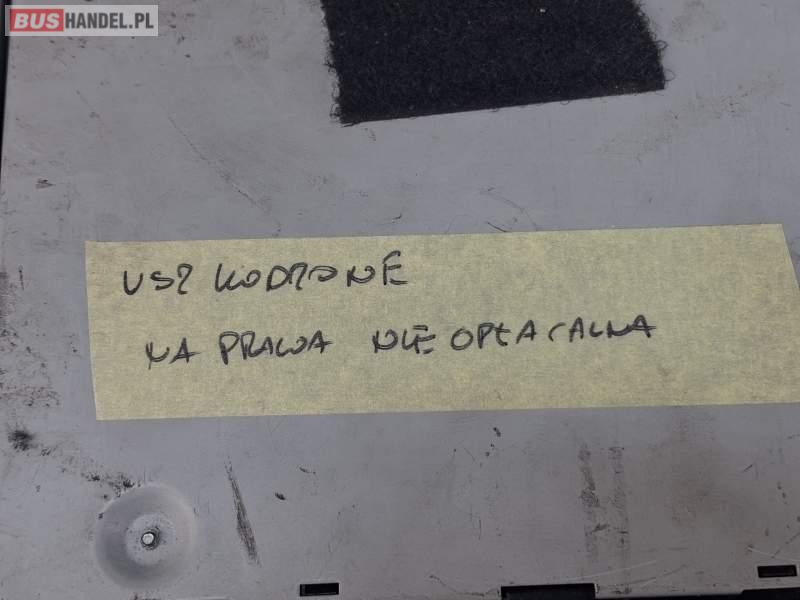 BUSHANDEL.PL
USZKODZONE
NA PRAWA NIE OPŁACALNA